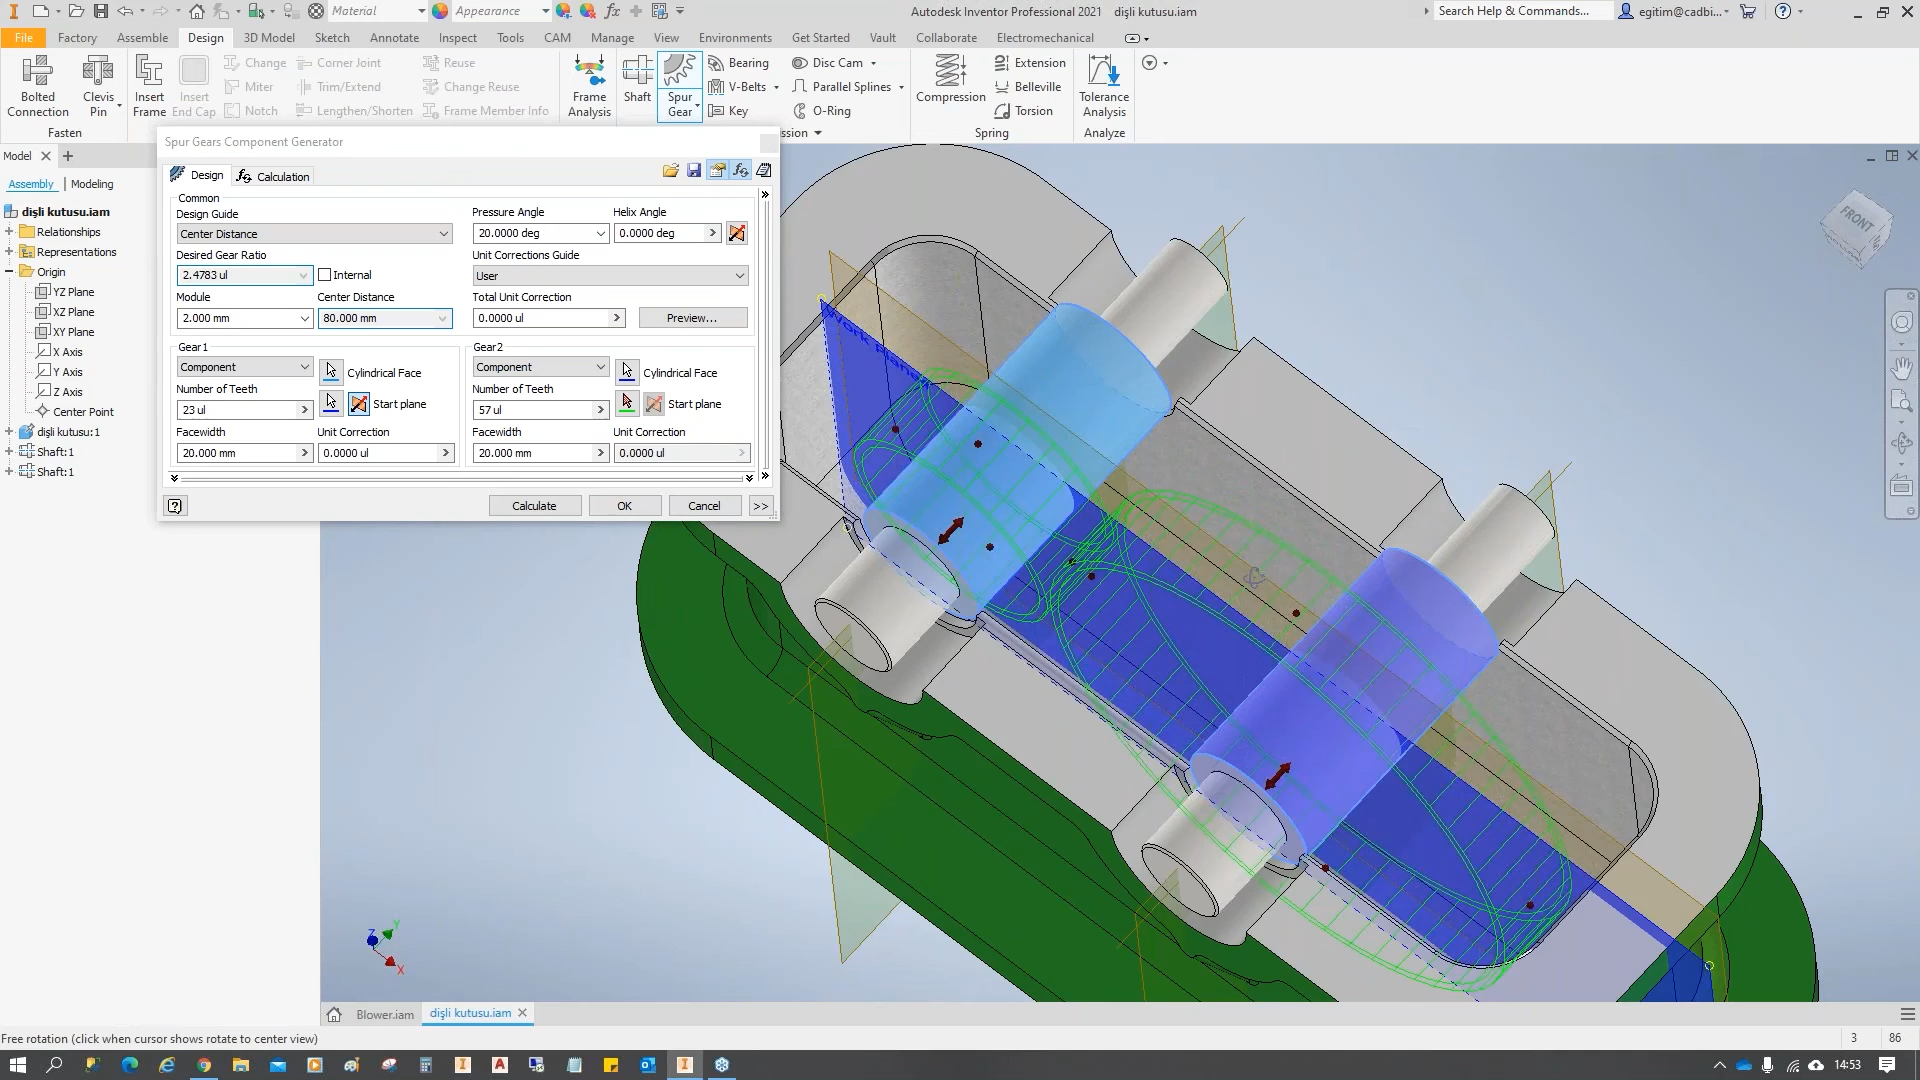 Material
Appearance
Autodesk Inventor Professional 2021 dişli kutusu.iam
Search Help & Commands...
egitim@cadbi...
File Factory Assemble Design 3D Model Sketch Annotate Inspect Tools CAM Manage View Environments Get Started Vault Collaborate Electromechanical
Bolted Connection
Clevis Pin
Insert Frame
Insert End Cap
Change
Miter
Notch
Corner Joint
Trim/Extend
Lengthen/Shorten
Reuse
Change Reuse
Frame Member Info
Frame Analysis
Shaft
Spur Gear
Bearing
V-Belts
Key
Disc Cam
Parallel Splines
O-Ring
Compression
Extension
Belleville
Torsion
Tolerance Analysis
Fasten
ssion
Spring
Analyze
Model
Assembly Modeling
dişli kutusu.iam
Relationships
Representations
Origin
YZ Plane
XZ Plane
XY Plane
X Axis
Y Axis
Z Axis
Center Point
dişli kutusu:1
Shaft:1
Shaft:1
Spur Gears Component Generator
Design Calculation
Common
Design Guide
Center Distance
Pressure Angle Helix Angle
20.0000 deg 0.0000 deg
Desired Gear Ratio
2.4783 ul Internal
Unit Corrections Guide
User
Module Center Distance
2.000 mm 80.000 mm
Total Unit Correction
0.0000 ul Preview...
Gear1
Component Cylindrical Face
Number of Teeth
23 ul Start plane
Facewidth Unit Correction
20.000 mm 0.0000 ul
Gear2
Component Cylindrical Face
Number of Teeth
57 ul Start plane
Facewidth Unit Correction
20.000 mm 0.0000 ul
Calculate OK Cancel >>
FRONT
Z Y X
Blower.iam dişli kutusu.iam
Free rotation (click when cursor shows rotate to center view)
3 86
14:53